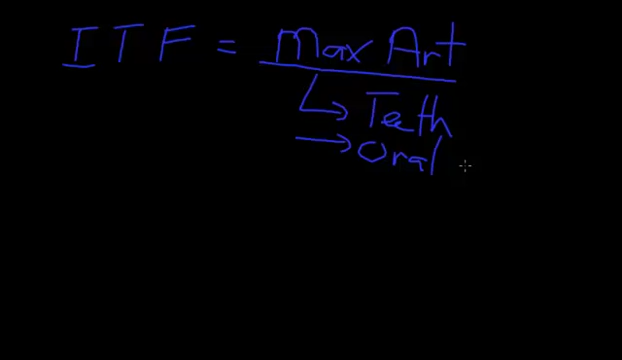 ITF = Max Art
↳ Teeth
→ Oral